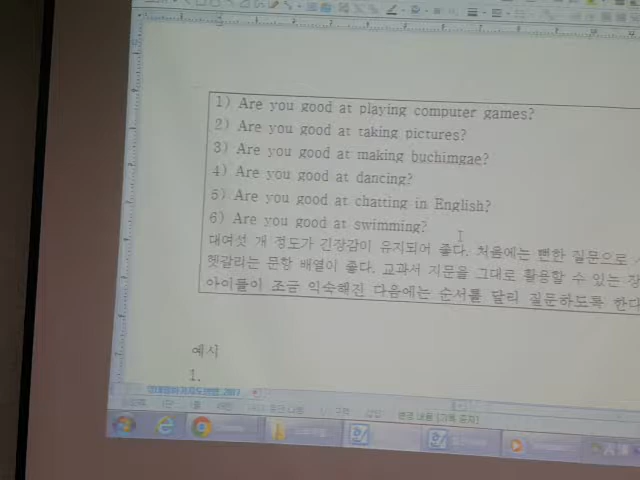 1) Are you good at playing computer games?
2) Are you good at taking pictures?
3) Are you good at making buchimgae?
4) Are you good at dancing?
5) Are you good at chatting in English?
6) Are you good at swimming?
대여섯 개 정도가 긴장감이 유지되어 좋다. 처음에는 뻔한 질문으로
헷갈리는 문항 배열이 좋다. 교과서 지문을 그대로 활용할 수 있는 장
아이들이 조금 익숙해진 다음에는 순서를 달리 질문하도록 한다
예시
1.